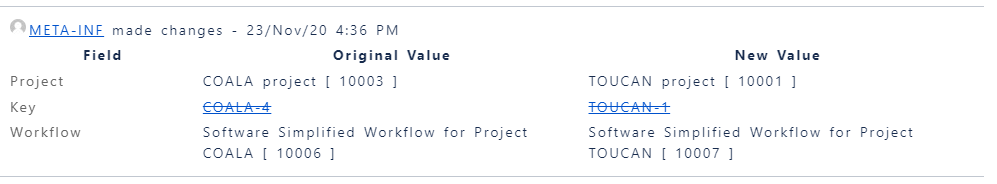 META-INF made changes - 23/Nov/20 4:36 PM
Field Original Value New Value
Project COALA project [ 10003 ] TOUCAN project [ 10001 ]
Key COALA-4 TOUCAN-1
Workflow Software Simplified Workflow for Project Software Simplified Workflow for Project
COALA [ 10006 ] TOUCAN [ 10007 ]